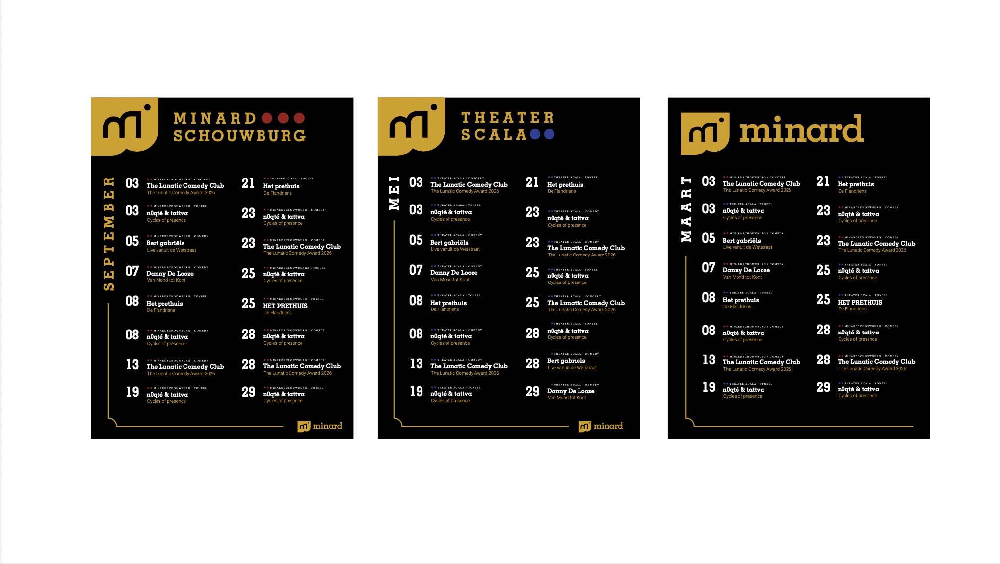 MINARD
SCHOUWBURG
SEPTEMBER
03
MINARDSCHOUWBURG | CONCERT
The Lunatic Comedy Club
The Lunatic Comedy Award 2026
03
MINARDSCHOUWBURG | TONEEL
n0qté & tattva
Cycles of presence
05
MINARDSCHOUWBURG | COMEDY
Bert gabriëls
Live vanuit de Wetstraat
07
MINARDSCHOUWBURG | COMEDY
Danny De Looze
Van Mond tot Kont
08
MINARDSCHOUWBURG | TONEEL
Het prethuis
De Flandriens
08
MINARDSCHOUWBURG | COMEDY
n0qté & tattva
Cycles of presence
13
MINARDSCHOUWBURG | COMEDY
The Lunatic Comedy Club
The Lunatic Comedy Award 2026
19
MINARDSCHOUWBURG | TONEEL
n0qté & tattva
Cycles of presence
21
THEATER SCALA | TONEEL
Het prethuis
De Flandriens
23
MINARDSCHOUWBURG | COMEDY
n0qté & tattva
Cycles of presence
23
MINARDSCHOUWBURG | COMEDY
The Lunatic Comedy Club
The Lunatic Comedy Award 2026
25
MINARDSCHOUWBURGA | TONEEL
n0qté & tattva
Cycles of presence
25
MINARDSCHOUWBURG | TONEEL
HET PRETHUIS
De Flandriens
28
MINARDSCHOUWBURG | COMEDY
n0qté & tattva
Cycles of presence
28
MINARDSCHOUWBURG | COMEDY
The Lunatic Comedy Club
The Lunatic Comedy Award 2026
29
MINARDSCHOUWBURG | TONEEL
n0qté & tattva
Cycles of presence
minard
THEATER
SCALA
MEI
03
THEATER SCALA | CONCERT
The Lunatic Comedy Club
The Lunatic Comedy Award 2026
03
THEATER SCALA | TONEEL
n0qté & tattva
Cycles of presence
05
THEATER SCALA | COMEDY
Bert gabriëls
Live vanuit de Wetstraat
07
THEATER SCALA | COMEDY
Danny De Looze
Van Mond tot Kont
08
THEATER SCALA | TONEEL
Het prethuis
De Flandriens
08
THEATER SCALA | COMEDY
n0qté & tattva
Cycles of presence
13
THEATER SCALA | COMEDY
The Lunatic Comedy Club
The Lunatic Comedy Award 2026
19
THEATER SCALA | TONEEL
n0qté & tattva
Cycles of presence
21
THEATER SCALA | TONEEL
Het prethuis
De Flandriens
23
THEATER SCALA | COMEDY
n0qté & tattva
Cycles of presence
23
THEATER SCALA | COMEDY
The Lunatic Comedy Club
The Lunatic Comedy Award 2026
25
THEATER SCALA | TONEEL
n0qté & tattva
Cycles of presence
25
THEATER SCALA | CONCERT
The Lunatic Comedy Club
The Lunatic Comedy Award 2026
28
THEATER SCALA | TONEEL
n0qté & tattva
Cycles of presence
28
THEATER SCALA | COMEDY
Bert gabriëls
Live vanuit de Wetstraat
29
THEATER SCALA | COMEDY
Danny De Looze
Van Mond tot Kont
minard
minard
MAART
03
MINARDSCHOUWBURG | CONCERT
The Lunatic Comedy Club
The Lunatic Comedy Award 2026
03
THEATER SCALA | TONEEL
n0qté & tattva
Cycles of presence
05
MINARDSCHOUWBURG | COMEDY
Bert gabriëls
Live vanuit de Wetstraat
07
MINARDSCHOUWBURG | COMEDY
Danny De Looze
Van Mond tot Kont
08
THEATER SCALA | TONEEL
Het prethuis
De Flandriens
08
MINARDSCHOUWBURG | COMEDY
n0qté & tattva
Cycles of presence
13
MINARDSCHOUWBURG | COMEDY
The Lunatic Comedy Club
The Lunatic Comedy Award 2026
19
THEATER SCALA | TONEEL
n0qté & tattva
Cycles of presence
21
THEATER SCALA | TONEEL
Het prethuis
De Flandriens
23
MINARDSCHOUWBURG | COMEDY
n0qté & tattva
Cycles of presence
23
MINARDSCHOUWBURG | COMEDY
The Lunatic Comedy Club
The Lunatic Comedy Award 2026
25
THEATER SCALA | TONEEL
n0qté & tattva
Cycles of presence
25
THEATER SCALA | TONEEL
HET PRETHUIS
De Flandriens
28
MINARDSCHOUWBURG | COMEDY
n0qté & tattva
Cycles of presence
28
MINARDSCHOUWBURG | COMEDY
The Lunatic Comedy Club
The Lunatic Comedy Award 2026
29
THEATER SCALA | TONEEL
n0qté & tattva
Cycles of presence